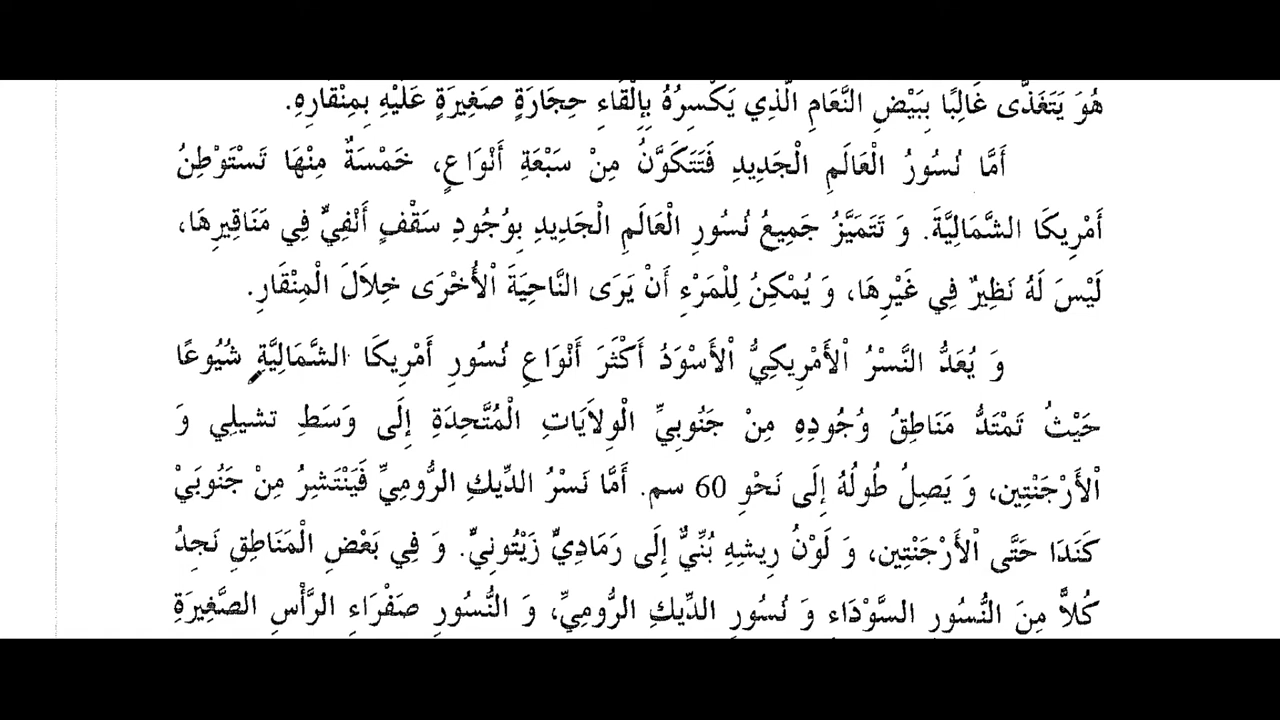 هُوَ يَتَغَذَّى غَالِبًا بِبَيْضِ النَّعَامِ الَّذِي يَكْسِرُهُ بِإِلْقَاءِ حِجَارَةٍ صَغِيرَةٍ عَلَيْهِ بِمِنْقَارِهِ.
أَمَّا نُسُورُ الْعَالَمِ الْجَدِيدِ فَتَتَكَوَّنُ مِنْ سَبْعَةِ أَنْوَاعٍ، خَمْسَةٌ مِنْهَا تَسْتَوْطِنُ
أَمْرِيكَا الشَّمَالِيَّةَ. وَ تَتَمَيَّزُ جَمِيعُ نُسُورِ الْعَالَمِ الْجَدِيدِ بِوُجُودِ سَقْفٍ أَنْفِيٍّ فِي مَنَاقِيرِهَا،
لَيْسَ لَهُ نَظِيرٌ فِي غَيْرِهَا، وَ يُمْكِنُ لِلْمَرْءِ أَنْ يَرَى النَّاحِيَةَ الْأُخْرَى خِلَالَ الْمِنْقَارِ.
وَ يُعَدُّ النَّسْرُ الْأَمْرِيكِيُّ الْأَسْوَدُ أَكْثَرَ أَنْوَاعِ نُسُورِ أَمْرِيكَا الشَّمَالِيَّةِ شُيُوعًا
حَيْثُ تَمْتَدُّ مَنَاطِقُ وُجُودِهِ مِنْ جَنُوبِيِّ الْوِلَايَاتِ الْمُتَّحِدَةِ إِلَى وَسَطِ تشيلِي وَ
الْأَرْجَنْتِين، وَ يَصِلُ طُولُهُ إِلَى نَحْوِ 60 سم. أَمَّا نَسْرُ الدِّيكِ الرُّومِيِّ فَيَنْتَشِرُ مِنْ جَنُوبَيْ
كَنَدَا حَتَّى الْأَرْجَنْتِين، وَ لَوْنُ رِيشِهِ بُنِّيٌّ إِلَى رَمَادِيٍّ زَيْتُونِيٍّ. وَ فِي بَعْضِ الْمَنَاطِقِ نَجِدُ
كُلاًّ مِنَ النُّسُورِ السَّوْدَاءِ وَ نُسُورِ الدِّيكِ الرُّومِيِّ، وَ النُّسُورِ صَفْرَاءِ الرَّأْسِ الصَّغِيرَةِ